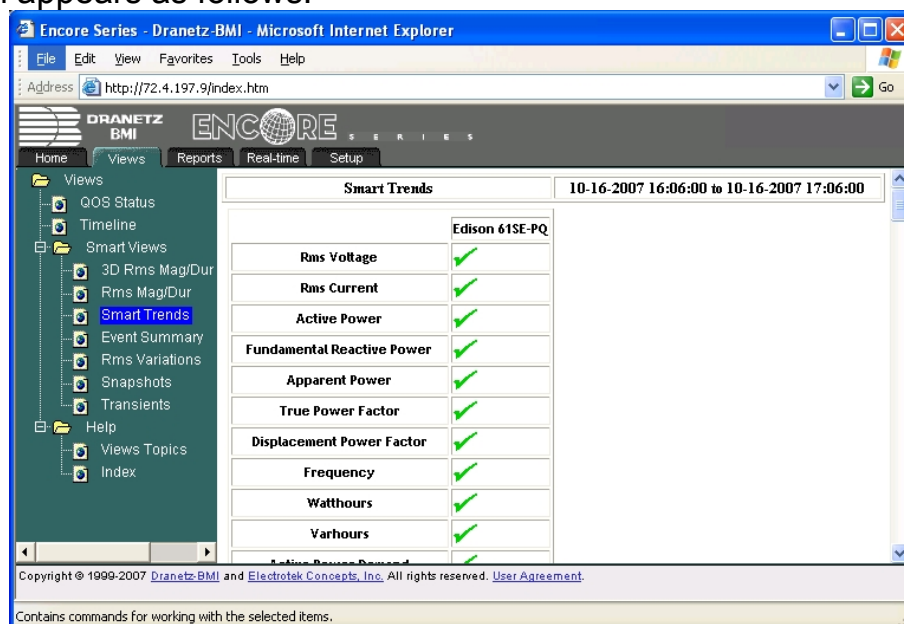 appears as follows:
Encore Series - Dranetz-BMI - Microsoft Internet Explorer
File Edit View Favorites Tools Help
Address http://72.4.197.9/index.htm Go
DRANETZ BMI ENCORE SERIES
Home Views Reports Real-time Setup
Views
QOS Status
Timeline
Smart Views
3D Rms Mag/Dur
Rms Mag/Dur
Smart Trends
Event Summary
Rms Variations
Snapshots
Transients
Help
Views Topics
Index
Smart Trends 10-16-2007 16:06:00 to 10-16-2007 17:06:00
Edison 61SE-PQ
Rms Voltage
Rms Current
Active Power
Fundamental Reactive Power
Apparent Power
True Power Factor
Displacement Power Factor
Frequency
Watthours
Varhours
Active Power Demand
Copyright © 1999-2007 Dranetz-BMI and Electrotek Concepts, Inc. All rights reserved. User Agreement.
Contains commands for working with the selected items.